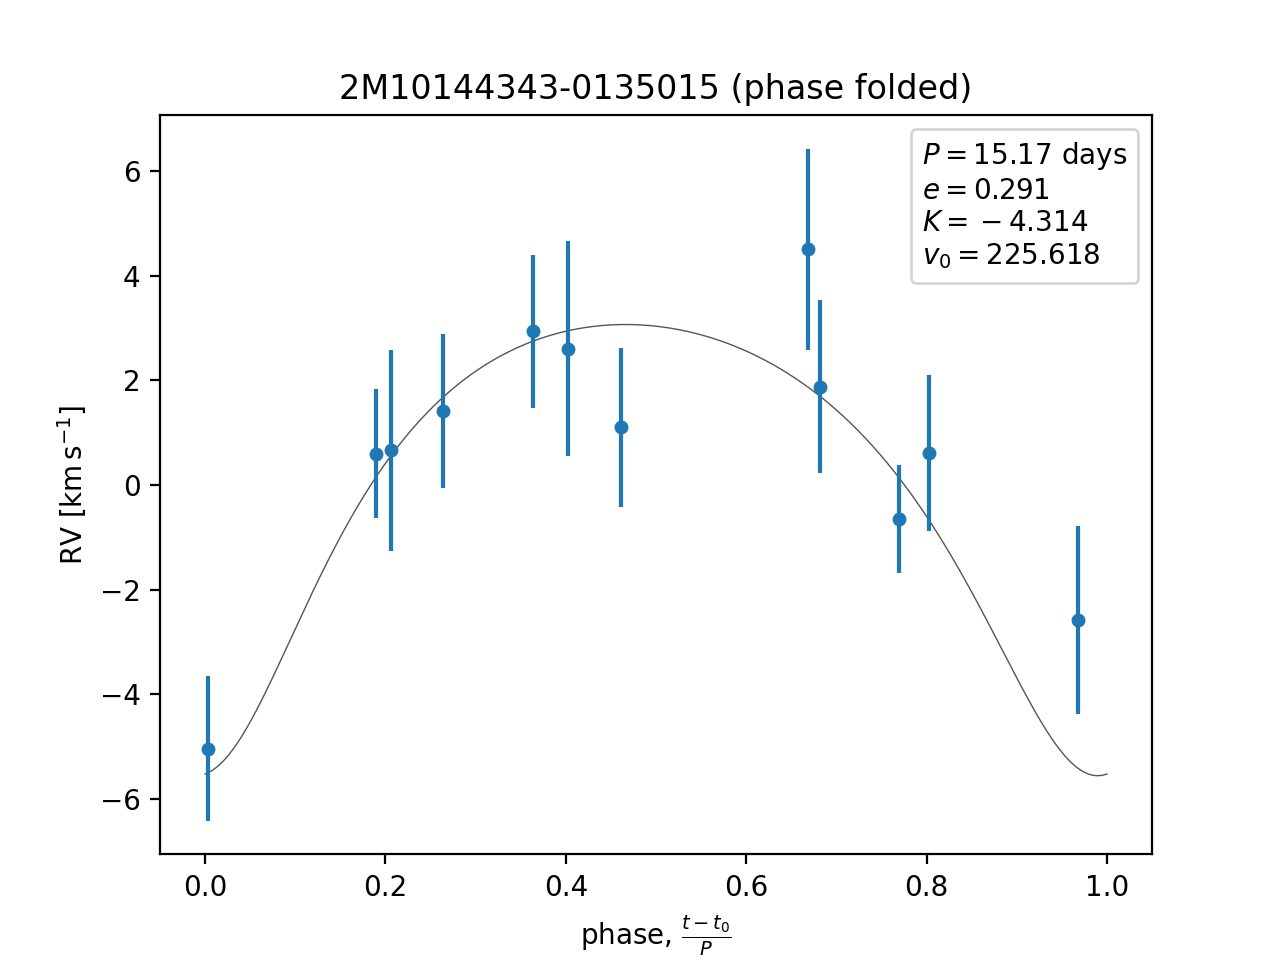 2M10144343-0135015 (phase folded)
P = 15.17 days
e = 0.291
K = − 4.314
v₀ = 225.618
RV [km s⁻¹]
6
4
2
0
−2
−4
−6
0.0 0.2 0.4 0.6 0.8 1.0
phase, (t − t₀)/P